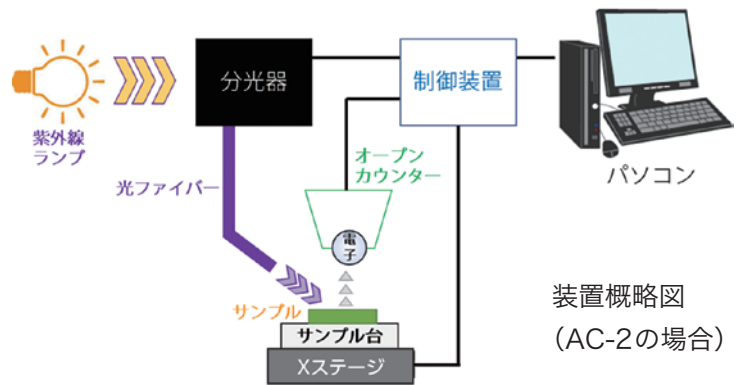 分光器
制御装置
紫外線
ランプ
パソコン
光ファイバー
オープン
カウンター
電
子
サンプル
サンプル台
Xステージ
装置概略図
（AC-2の場合）